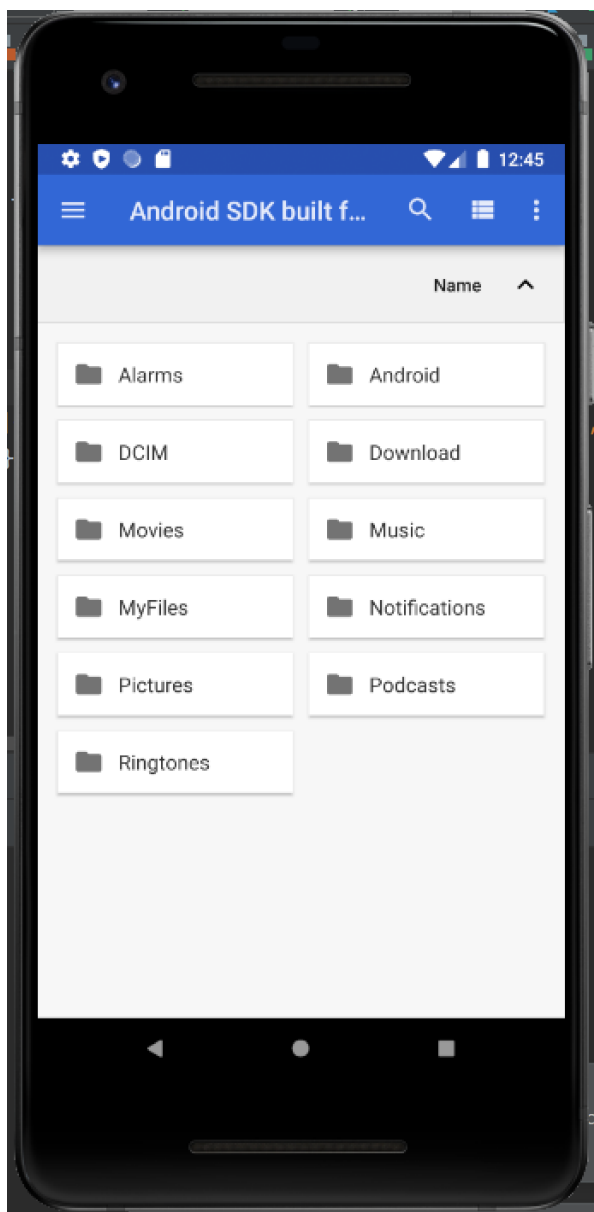 12:45
Android SDK built f...
Name
Alarms
Android
DCIM
Download
Movies
Music
MyFiles
Notifications
Pictures
Podcasts
Ringtones